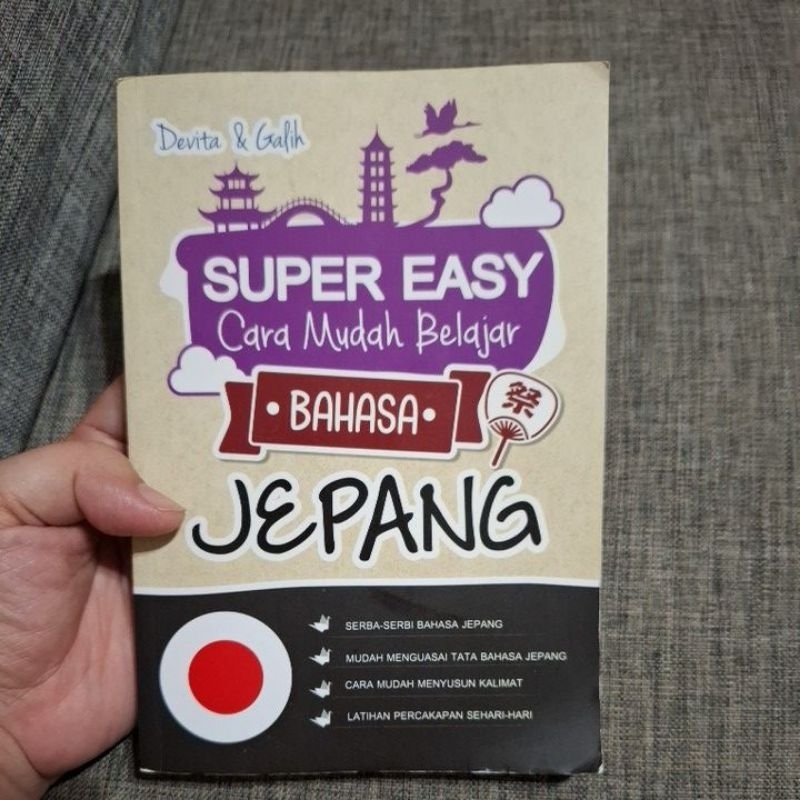 Devita & Galih
SUPER EASY
Cara Mudah Belajar
• BAHASA •
祭
JEPANG
SERBA-SERBI BAHASA JEPANG
MUDAH MENGUASAI TATA BAHASA JEPANG
CARA MUDAH MENYUSUN KALIMAT
LATIHAN PERCAKAPAN SEHARI-HARI